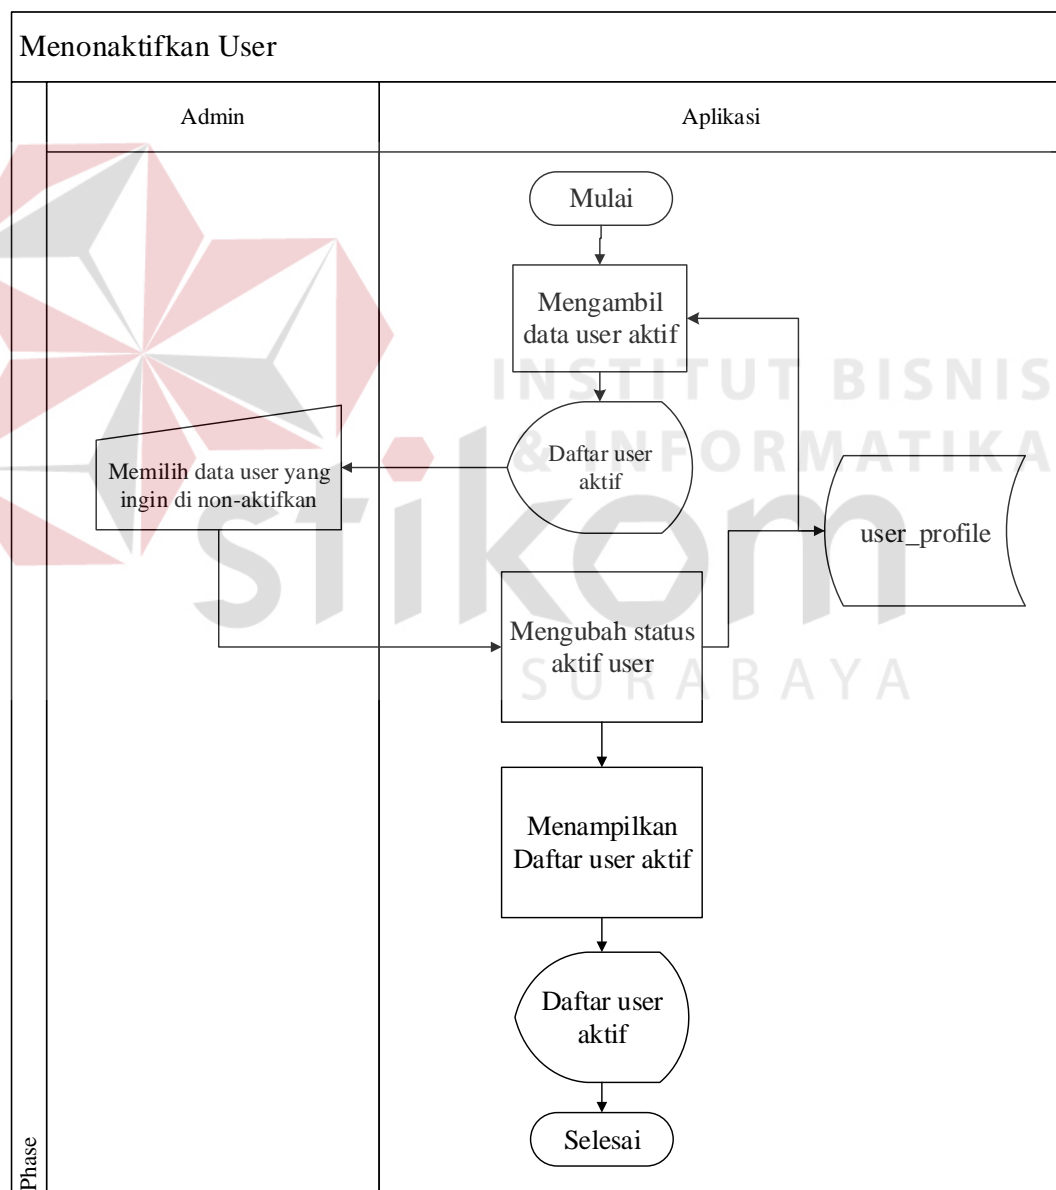 Menonaktifkan User
Admin
Aplikasi
Mulai
Mengambil
data user aktif
INSTITUT BISNIS
& INFORMATIKA
Daftar user
aktif
Memilih data user yang
ingin di non-aktifkan
stikom
user_profile
Mengubah status
aktif user
SURABAYA
Menampilkan
Daftar user aktif
Daftar user
aktif
Selesai
Phase